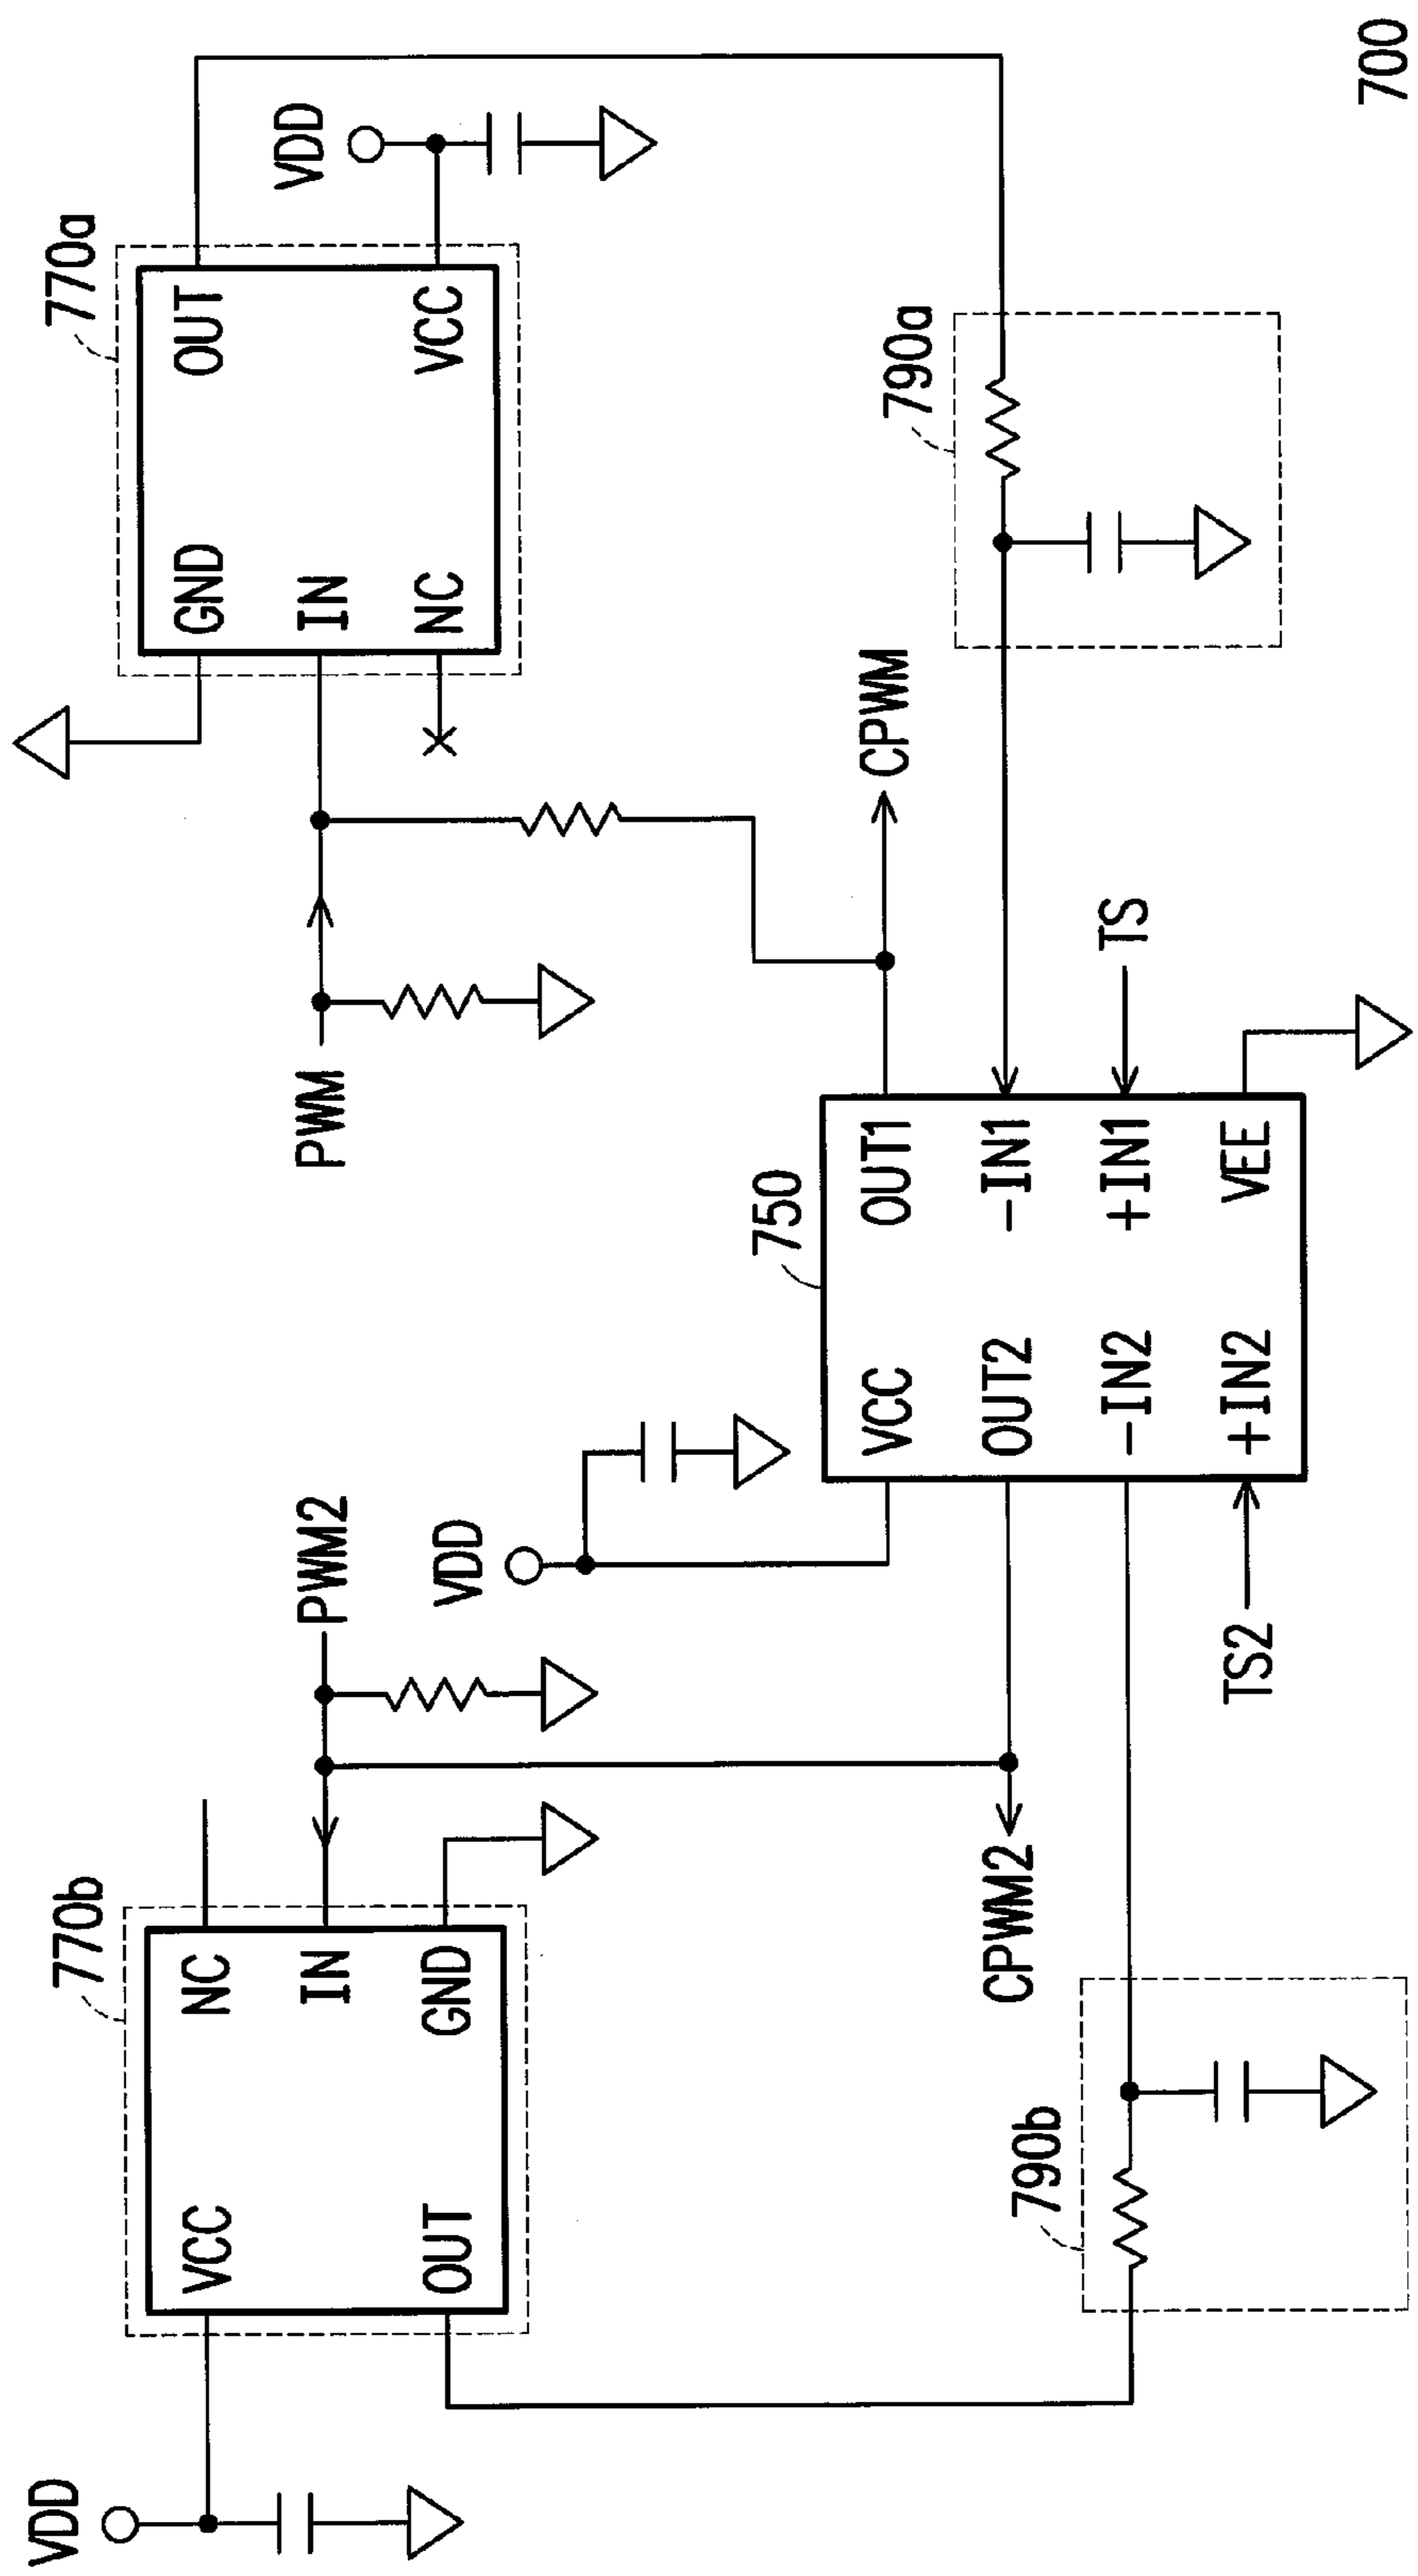 700
770a
VDD
OUT
VCC
GND
IN
NC
790a
CPWM
PWM
TS
750
OUT1
-IN1
+IN1
VEE
VCC
OUT2
-IN2
+IN2
PWM2
VDD
TS2
770b
NC
IN
GND
VCC
OUT
CPWM2
790b
VDD